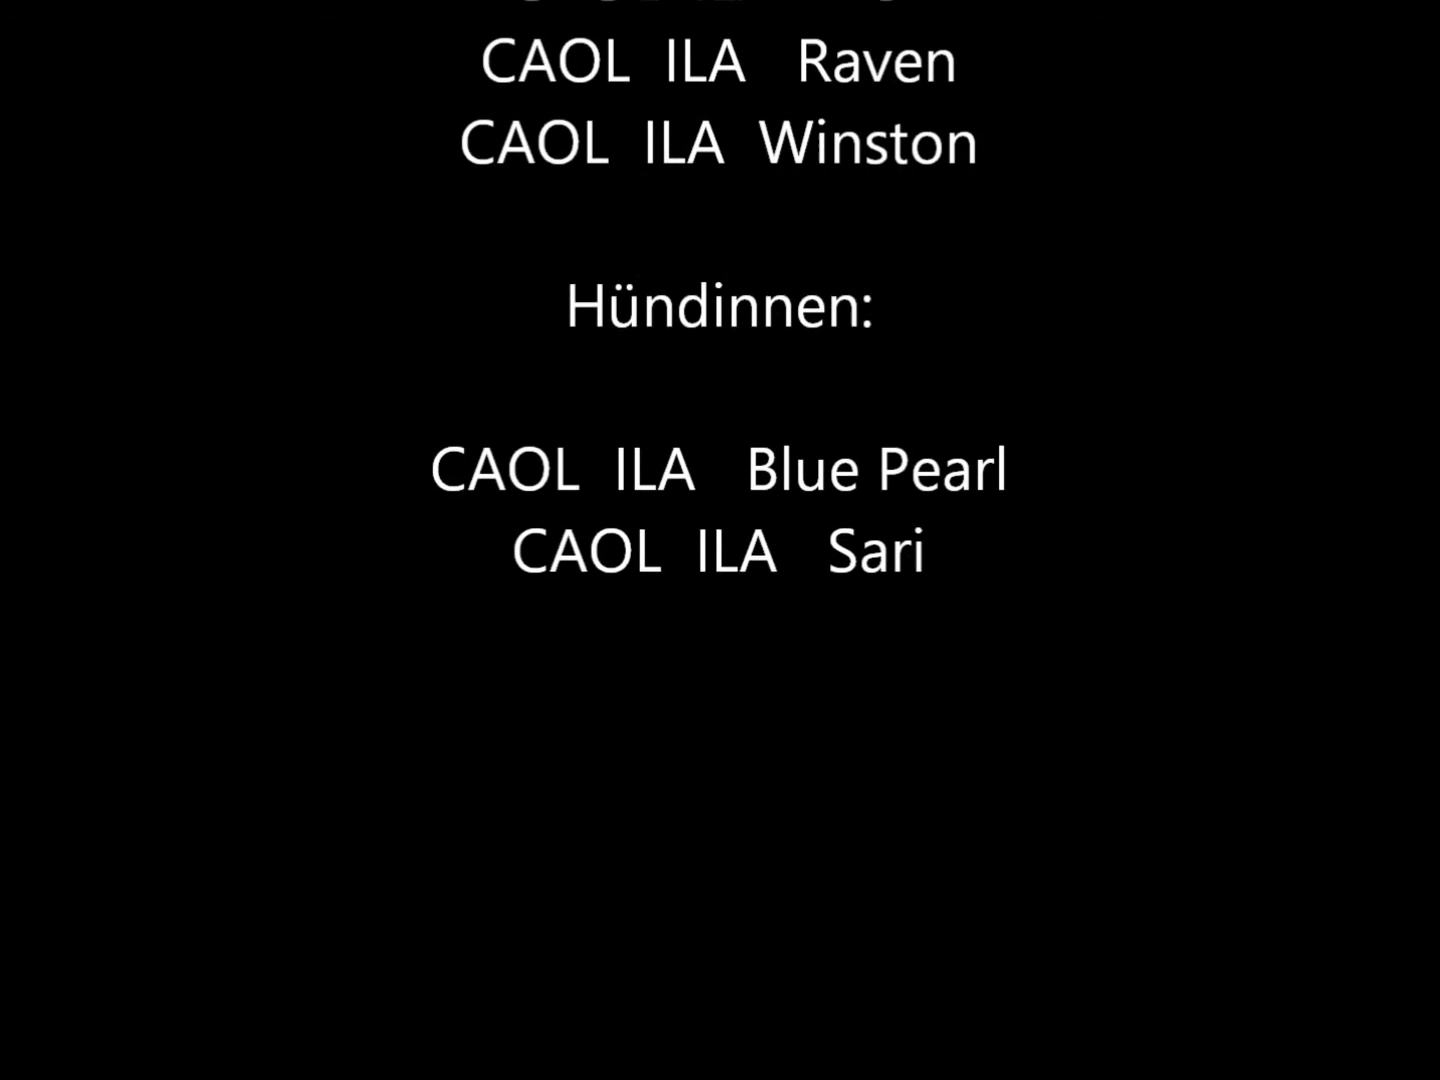 CAOL ILA Raven
CAOL ILA Winston
Hündinnen:
CAOL ILA Blue Pearl
CAOL ILA Sari